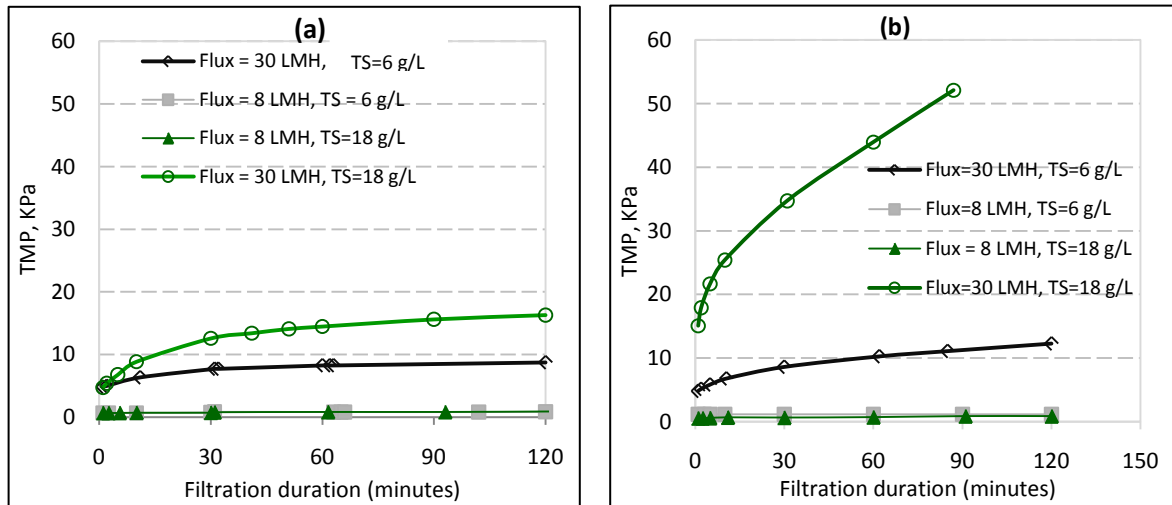 (a)
60
50
40
30
20
10
0
TMP, KPa
Flux = 30 LMH, TS=6 g/L
Flux = 8 LMH, TS = 6 g/L
Flux = 8 LMH, TS=18 g/L
Flux = 30 LMH, TS=18 g/L
0 30 60 90 120
Filtration duration (minutes)
(b)
60
50
40
30
20
10
0
TMP, KPa
Flux=30 LMH, TS=6 g/L
Flux=8 LMH, TS=6 g/L
Flux = 8 LMH, TS=18 g/L
Flux=30 LMH, TS=18 g/L
0 30 60 90 120 150
Filtration duration (minutes)